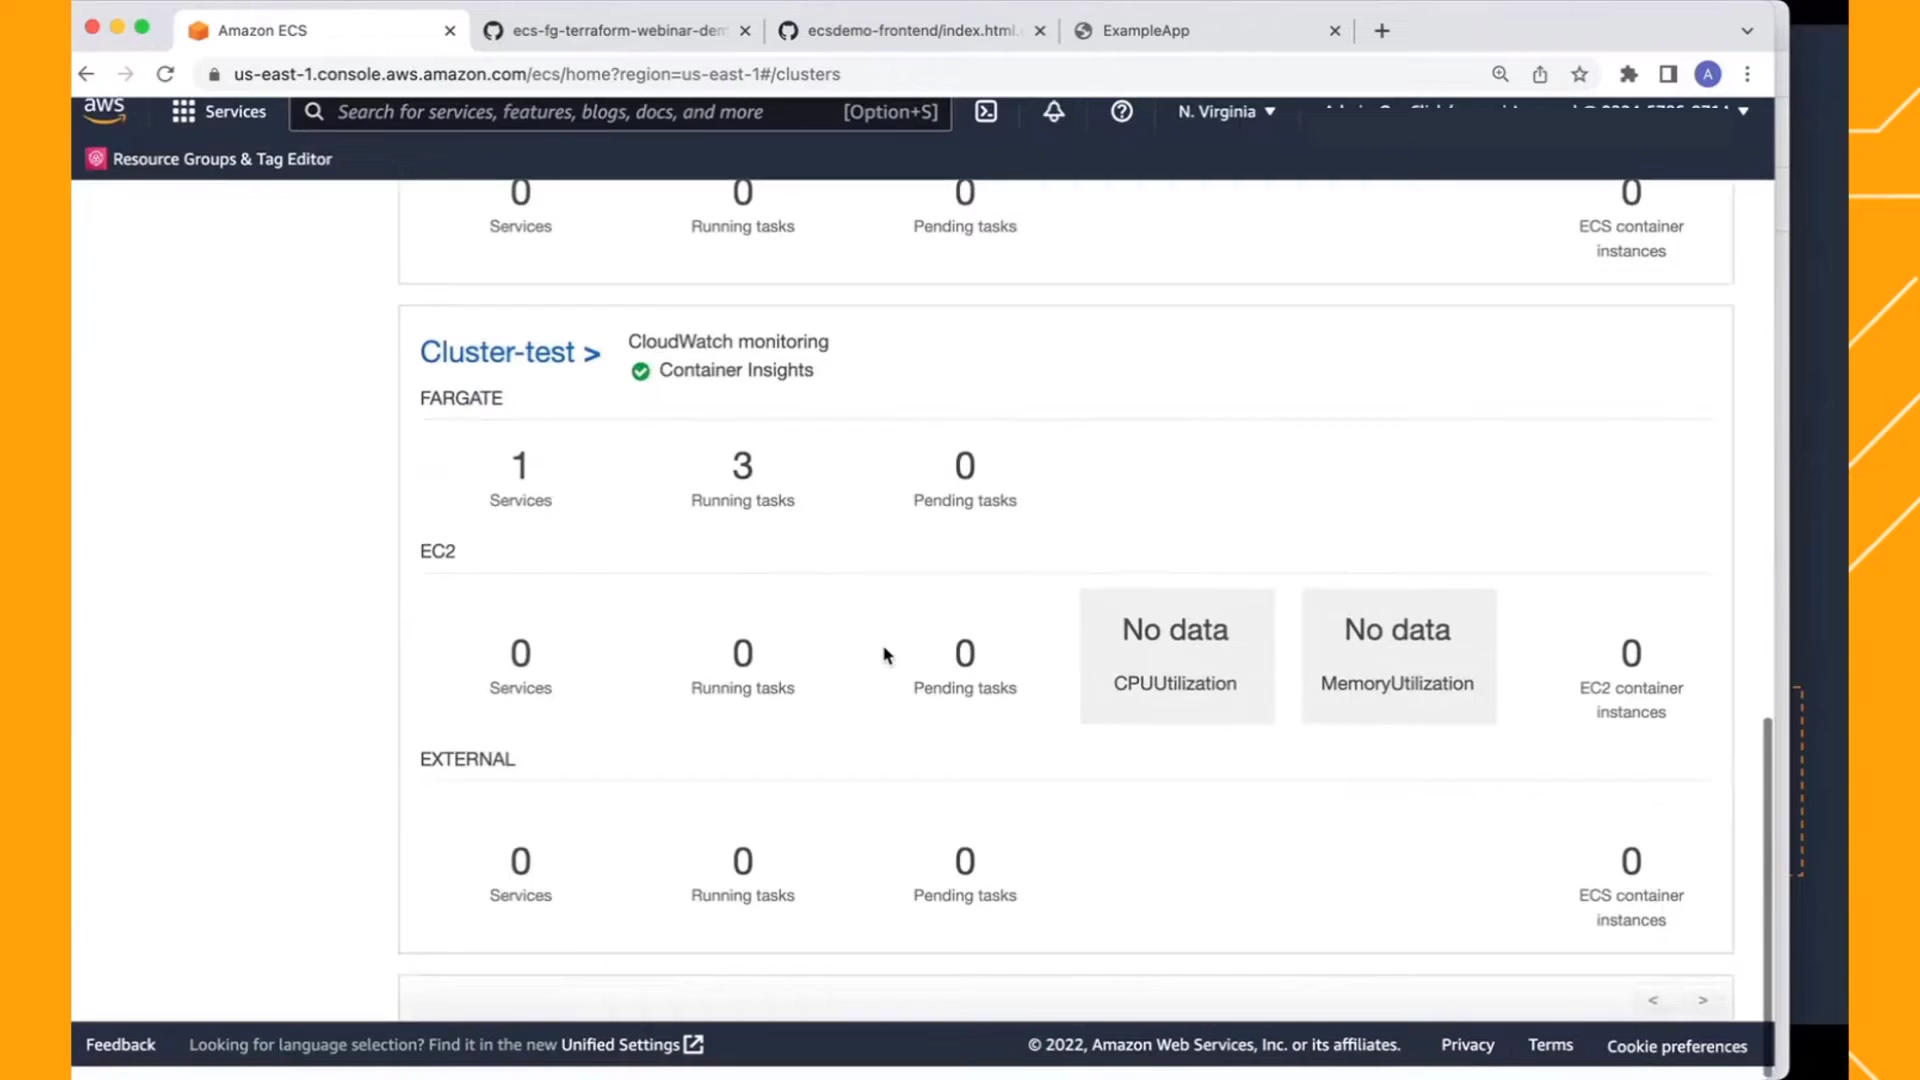 Amazon ECS
ecs-fg-terraform-webinar-dem
ecsdemo-frontend/index.html.
ExampleApp
us-east-1.console.aws.amazon.com/ecs/home?region=us-east-1#/clusters
A
aws
Services
Search for services, features, blogs, docs, and more
[Option+S]
N. Virginia
Resource Groups & Tag Editor
0 0 0 0
Services Running tasks Pending tasks ECS container
instances
Cluster-test >
CloudWatch monitoring
Container Insights
FARGATE
1 3 0
Services Running tasks Pending tasks
EC2
No data No data
0 0 0 0
CPUUtilization MemoryUtilization
Services Running tasks Pending tasks EC2 container
instances
EXTERNAL
0 0 0 0
Services Running tasks Pending tasks ECS container
instances
< >
Feedback
Looking for language selection? Find it in the new Unified Settings
© 2022, Amazon Web Services, Inc. or its affiliates.
Privacy
Terms
Cookie preferences